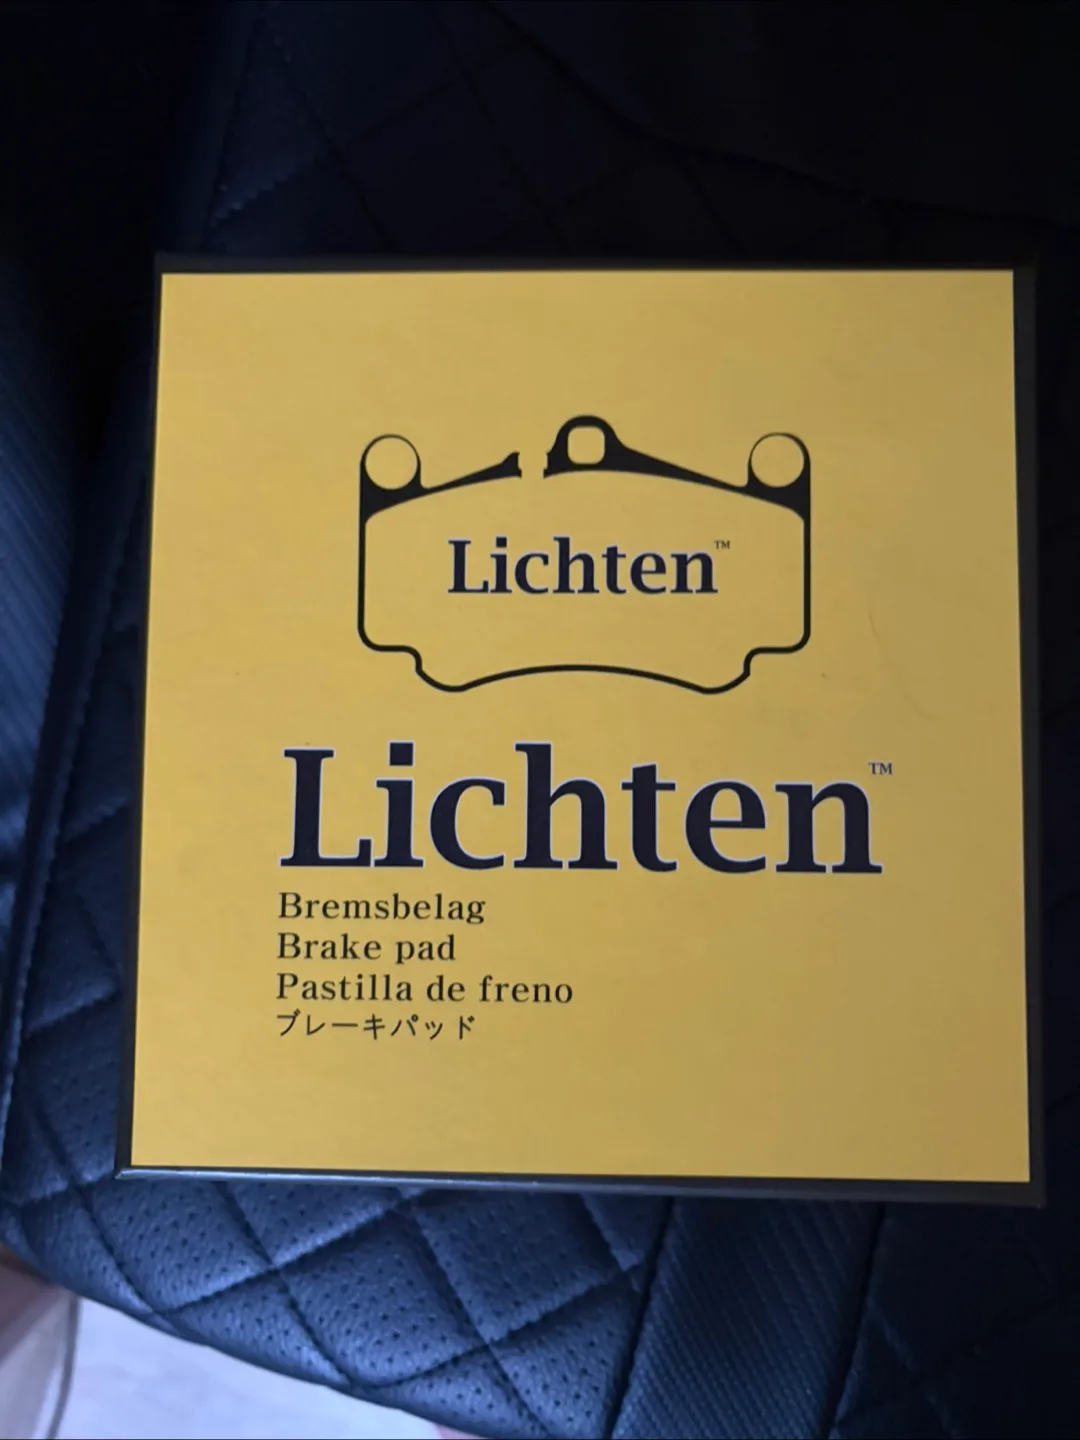 Lichten™
Lichten™
Bremsbelag
Brake pad
Pastilla de freno
ブレーキパッド